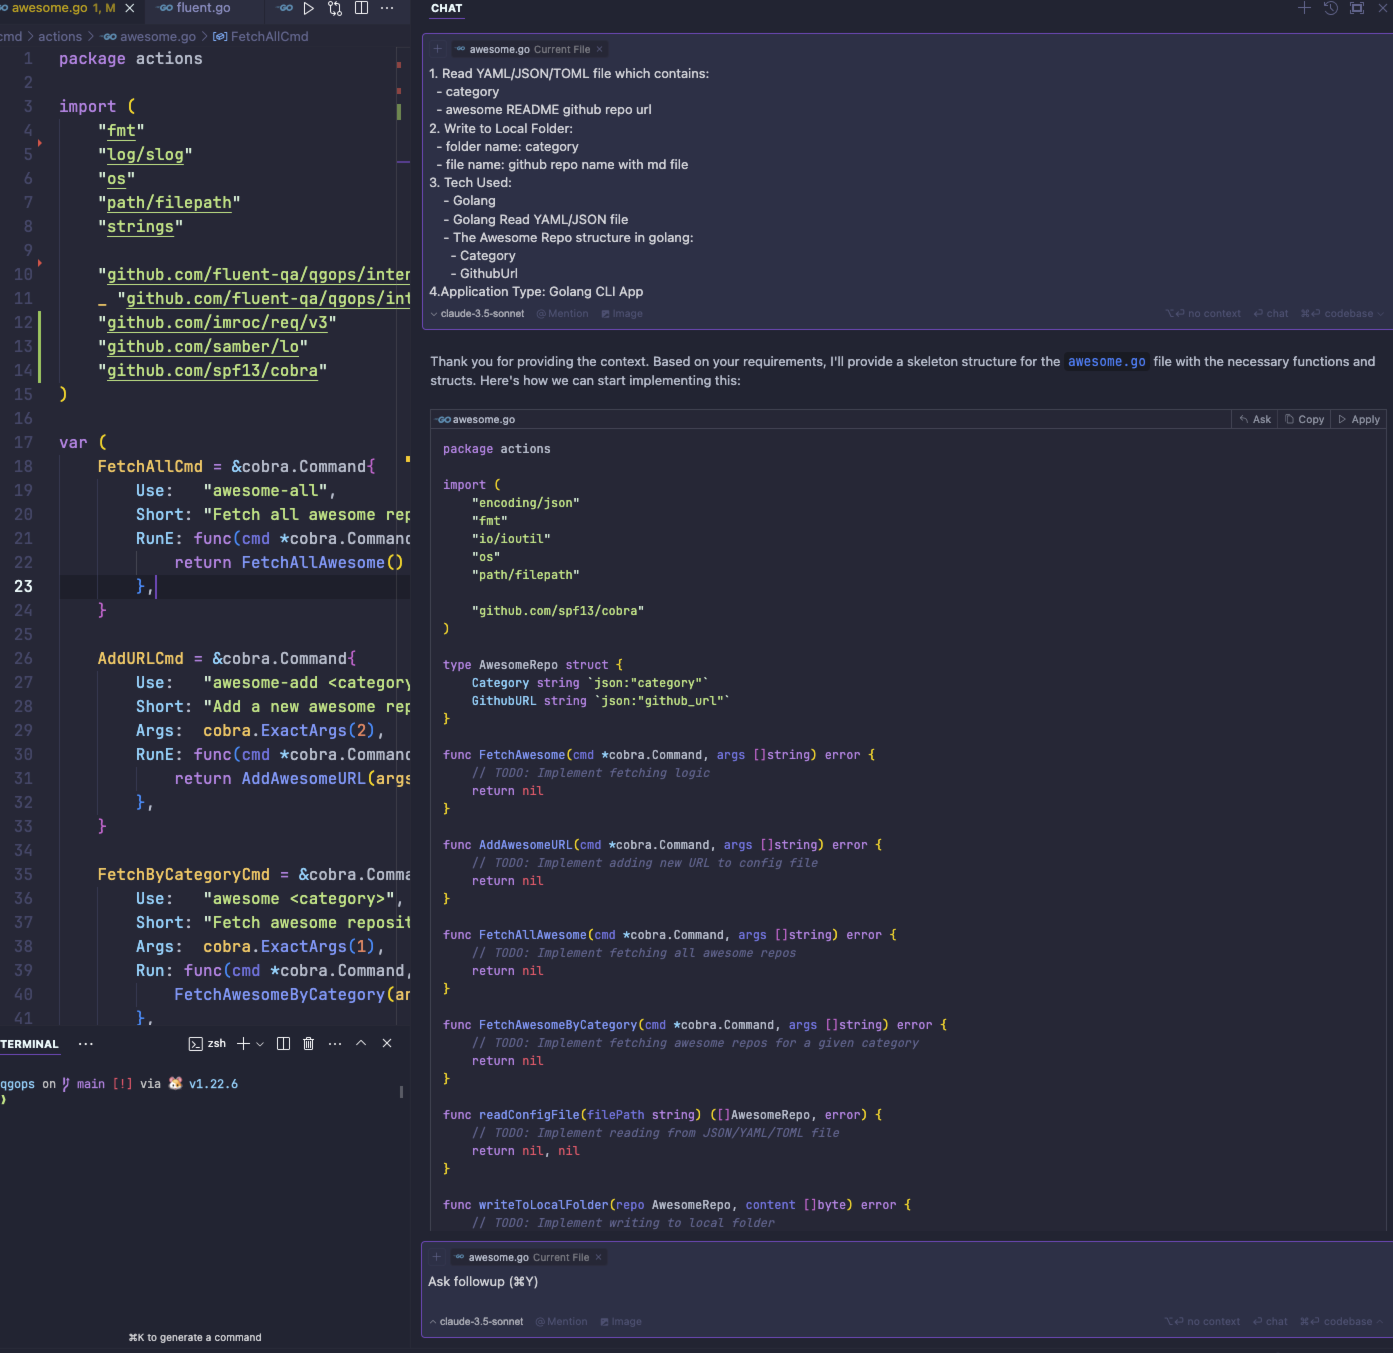 awesome.go 1, M
fluent.go
cmd > actions > awesome.go > FetchAllCmd
1 package actions
2
3 import (
4 "fmt"
5 "log/slog"
6 "os"
7 "path/filepath"
8 "strings"
9
10 "github.com/fluent-qa/qgops/inter
11 _ "github.com/fluent-qa/qgops/int
12 "github.com/imroc/req/v3"
13 "github.com/samber/lo"
14 "github.com/spf13/cobra"
15 )
16
17 var (
18 FetchAllCmd = &cobra.Command{
19 Use: "awesome-all",
20 Short: "Fetch all awesome rep
21 RunE: func(cmd *cobra.Command
22 return FetchAllAwesome()
23 },
24 }
25
26 AddURLCmd = &cobra.Command{
27 Use: "awesome-add <category
28 Short: "Add a new awesome rep
29 Args: cobra.ExactArgs(2),
30 RunE: func(cmd *cobra.Command
31 return AddAwesomeURL(args
32 },
33 }
34
35 FetchByCategoryCmd = &cobra.Comma
36 Use: "awesome <category>",
37 Short: "Fetch awesome reposit
38 Args: cobra.ExactArgs(1),
39 Run: func(cmd *cobra.Command,
40 FetchAwesomeByCategory(ar
41 },
TERMINAL
zsh
qgops on main [!] via v1.22.6
⌘K to generate a command
CHAT
awesome.go Current File
1. Read YAML/JSON/TOML file which contains:
- category
- awesome README github repo url
2. Write to Local Folder:
- folder name: category
- file name: github repo name with md file
3. Tech Used:
- Golang
- Golang Read YAML/JSON file
- The Awesome Repo structure in golang:
- Category
- GithubUrl
4.Application Type: Golang CLI App
claude-3.5-sonnet @ Mention Image ⌥⏎ no context ⏎ chat ⌘⏎ codebase
Thank you for providing the context. Based on your requirements, I'll provide a skeleton structure for the awesome.go file with the necessary functions and
structs. Here's how we can start implementing this:
awesome.go Ask Copy Apply
package actions
import (
"encoding/json"
"fmt"
"io/ioutil"
"os"
"path/filepath"
"github.com/spf13/cobra"
)
type AwesomeRepo struct {
Category string `json:"category"`
GithubURL string `json:"github_url"`
}
func FetchAwesome(cmd *cobra.Command, args []string) error {
// TODO: Implement fetching logic
return nil
}
func AddAwesomeURL(cmd *cobra.Command, args []string) error {
// TODO: Implement adding new URL to config file
return nil
}
func FetchAllAwesome(cmd *cobra.Command, args []string) error {
// TODO: Implement fetching all awesome repos
return nil
}
func FetchAwesomeByCategory(cmd *cobra.Command, args []string) error {
// TODO: Implement fetching awesome repos for a given category
return nil
}
func readConfigFile(filePath string) ([]AwesomeRepo, error) {
// TODO: Implement reading from JSON/YAML/TOML file
return nil, nil
}
func writeToLocalFolder(repo AwesomeRepo, content []byte) error {
// TODO: Implement writing to local folder
awesome.go Current File
Ask followup (⌘Y)
claude-3.5-sonnet @ Mention Image ⌥⏎ no context ⏎ chat ⌘⏎ codebase